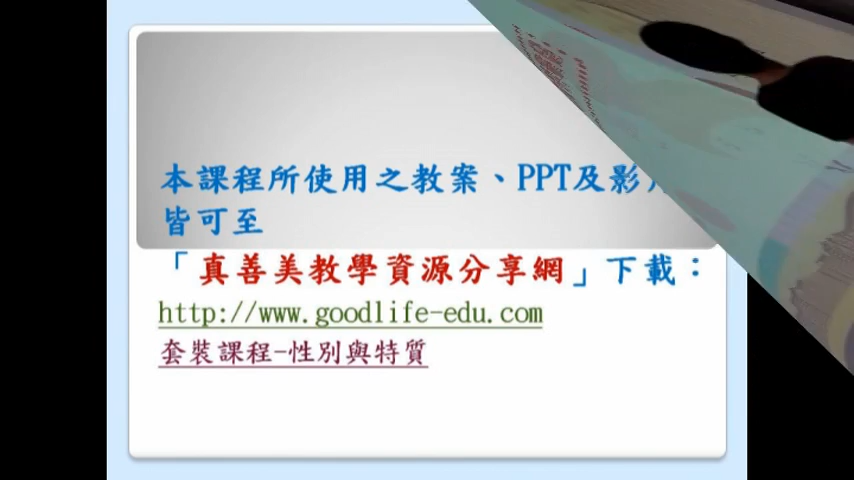 本課程所使用之教案、PPT及影
皆可至
「真善美教學資源分享網」下載：
http://www.goodlife-edu.com
套裝課程-性別與特質